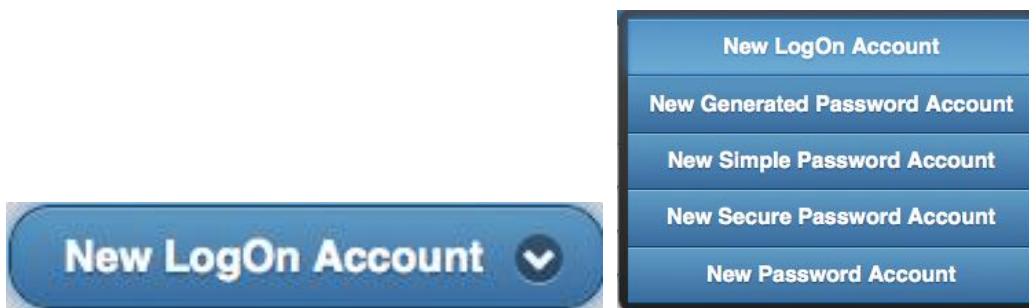 New LogOn Account
New LogOn Account
New Generated Password Account
New Simple Password Account
New Secure Password Account
New Password Account